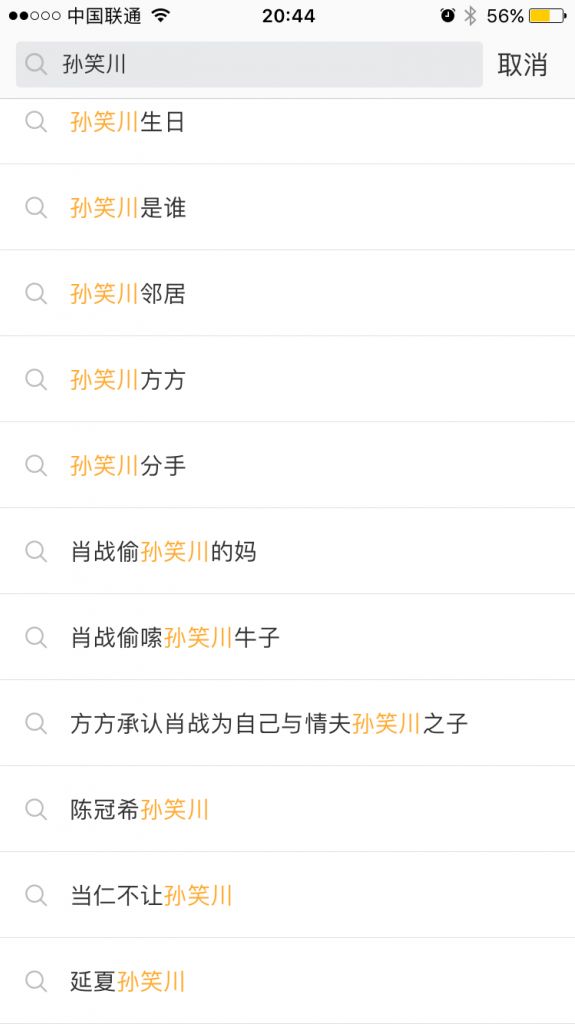 中国联通 20:44 56%
孙笑川 取消
孙笑川生日
孙笑川是谁
孙笑川邻居
孙笑川方方
孙笑川分手
肖战偷孙笑川的妈
肖战偷嗦孙笑川牛子
方方承认肖战为自己与情夫孙笑川之子
陈冠希孙笑川
当仁不让孙笑川
延夏孙笑川